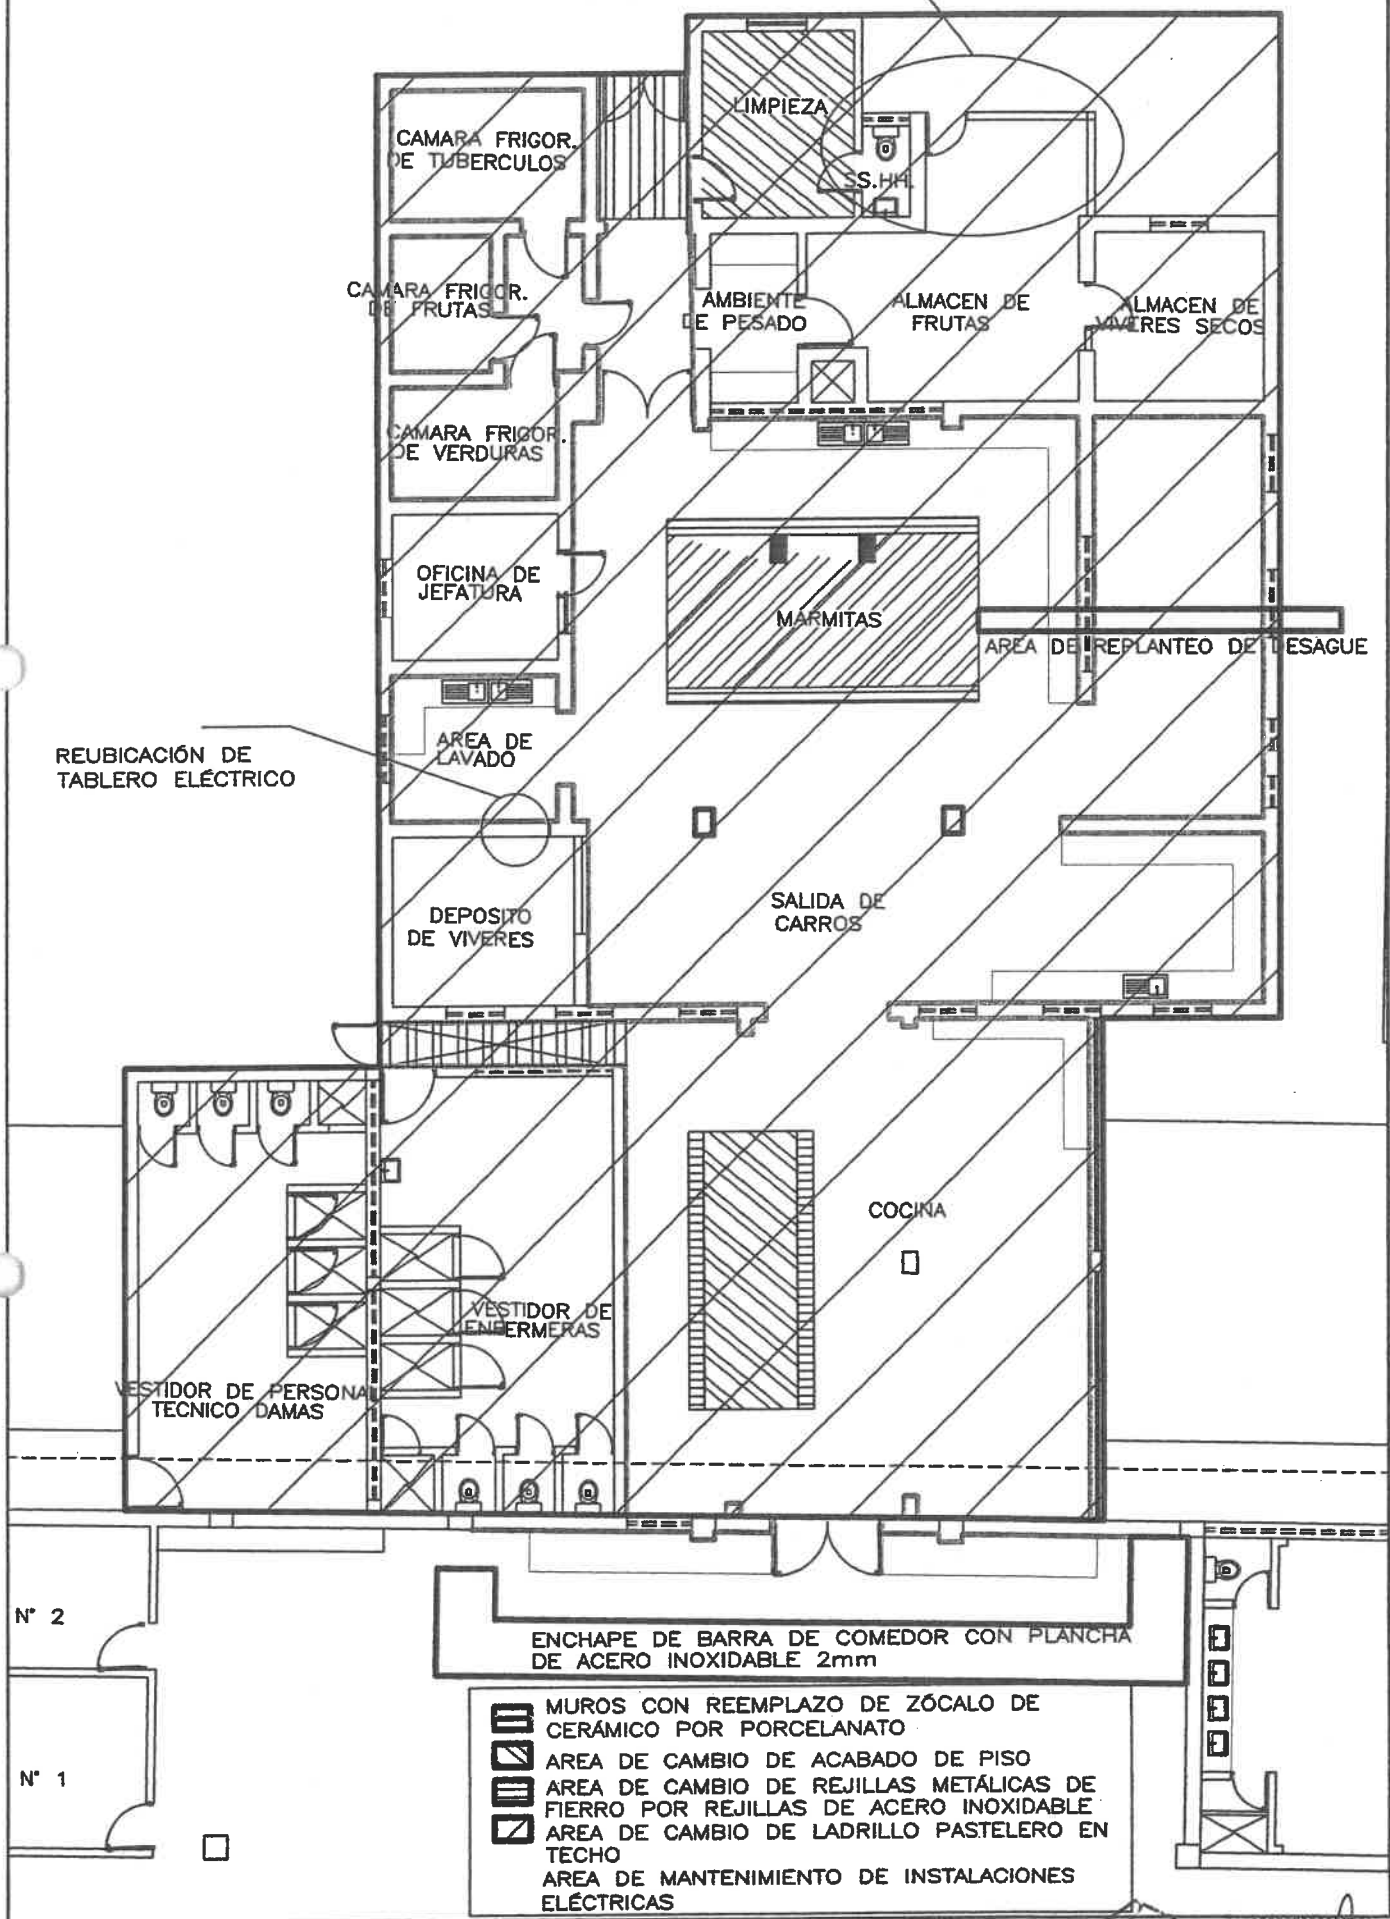 LIMPIEZA
CAMARA FRIGOR.
DE TUBERCULOS
SS.HH.
CAMARA FRIGOR.
DE FRUTAS
AMBIENTE
DE PESADO
ALMACEN DE
FRUTAS
ALMACEN DE
VIVERES SECOS
CAMARA FRIGOR.
DE VERDURAS
OFICINA DE
JEFATURA
MARMITAS
AREA DE REPLANTEO DE DESAGUE
AREA DE
LAVADO
REUBICACIÓN DE
TABLERO ELÉCTRICO
SALIDA DE
CARROS
DEPOSITO
DE VIVERES
COCINA
VESTIDOR DE
ENFERMERAS
VESTIDOR DE PERSONAL
TECNICO DAMAS
N° 2
ENCHAPE DE BARRA DE COMEDOR CON PLANCHA
DE ACERO INOXIDABLE 2mm
N° 1
MUROS CON REEMPLAZO DE ZÓCALO DE
CERÁMICO POR PORCELANATO
AREA DE CAMBIO DE ACABADO DE PISO
AREA DE CAMBIO DE REJILLAS METÁLICAS DE
FIERRO POR REJILLAS DE ACERO INOXIDABLE
AREA DE CAMBIO DE LADRILLO PASTELERO EN
TECHO
AREA DE MANTENIMIENTO DE INSTALACIONES
ELÉCTRICAS